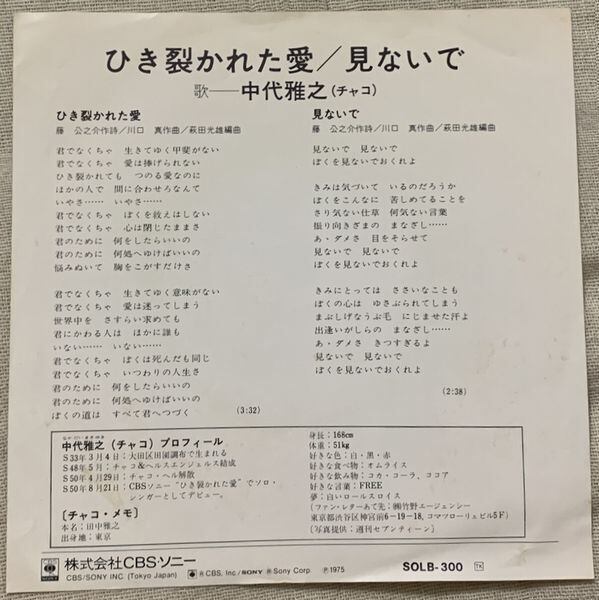 ひき裂かれた愛／見ないで
歌──中代雅之(チャコ)
ひき裂かれた愛
藤　公之介作詩／川口　真作曲／萩田光雄編曲
君でなくちゃ　生きてゆく甲斐がない
君でなくちゃ　愛は捧げられない
ひき裂かれても　つのる愛なのに
ほかの人で　間に合わせろなんて
いやさ……　いやさ……
君でなくちゃ　ぼくを救えはしない
君でなくちゃ　心は閉じたままさ
君のために　何をしたらいいの
君のために　何処へゆけばいいの
悩みぬいて　胸をこがすだけさ
君でなくちゃ　生きてゆく意味がない
君でなくちゃ　愛は迷ってしまう
世界中を　さすらい求めても
君にかわる人は　ほかに誰も
いない……　いない……
君でなくちゃ　ぼくは死んだも同じ
君でなくちゃ　いつわりの人生さ
君のために　何をしたらいいの
君のために　何処へゆけばいいの
ぼくの道は　すべて君へつづく
(3:32)
見ないで
藤　公之介作詩／川口　真作曲／萩田光雄編曲
見ないで　見ないで
ぼくを見ないでおくれよ
きみは気づいて　いるのだろうか
ぼくをこんなに　苦しめてることを
さり気ない仕草　何気ない言葉
振り向きざまの　まなざし……
あ・ダメさ　目をそらせて
見ないで　見ないで
ぼくを見ないでおくれよ
きみにとっては　ささいなことも
ぼくの心は　ゆさぶられてしまう
まぶしげなうぶ毛　にじませた汗よ
出逢いがしらの　まなざし……
あ・ダメさ　きつすぎるよ
見ないで　見ないで
ぼくを見ないでおくれよ
(2:38)
中代雅之(チャコ)プロフィール
S33年3月4日：大田区田園調布で生まれる
S48年5月：チャコ&ヘルスエンジェルス結成
S50年4月29日：チャコ・ヘル解散
S50年8月21日：CBSソニー“ひき裂かれた愛”でソロ・
シンガーとしてデビュー。
〔チャコ・メモ〕
本名：田中雅之
出身地：東京
身長：168cm
体重：51kg
好きな色：白・黒・赤
好きな食べ物：オムライス
好きな飲み物：コカ・コーラ、ココア
好きな言葉：FREE
夢：白いロールスロイス
〔ファン・レターあて先：㈱竹野エージェンシー
東京都渋谷区神宮前6-19-18,コマツローリェビル5F〕
〔写真提供：週刊セブンティーン〕
株式会社CBS・ソニー
CBS/SONY INC (Tokyo Japan)
® CBS, Inc/SONY ® Sony Corp. ℗1975
SOLB-300
TK